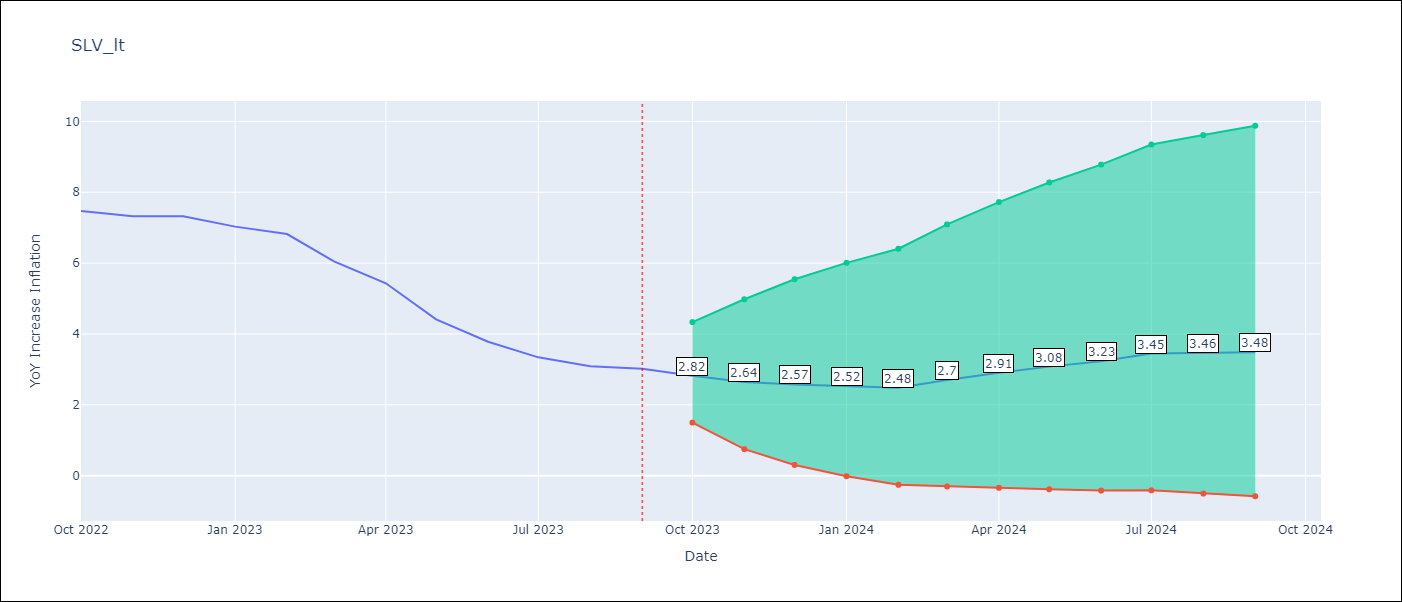 SLV_lt
10
8
6
4
2
0
YoY Increase Inflation
2.82
2.64
2.57
2.52
2.48
2.7
2.91
3.08
3.23
3.45
3.46
3.48
Oct 2022
Jan 2023
Apr 2023
Jul 2023
Oct 2023
Jan 2024
Apr 2024
Jul 2024
Oct 2024
Date